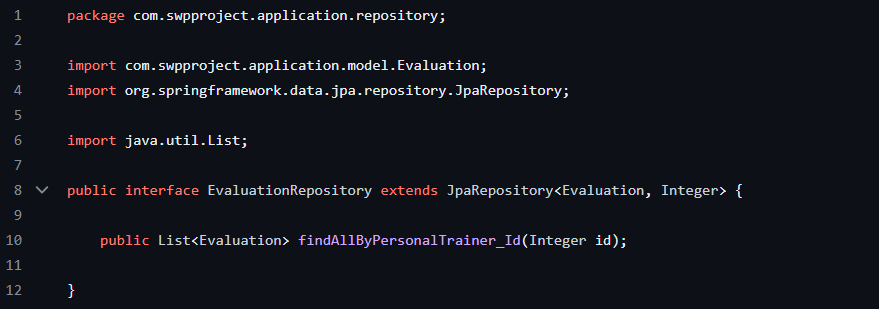 1 package com.swpproject.application.repository;
2
3 import com.swpproject.application.model.Evaluation;
4 import org.springframework.data.jpa.repository.JpaRepository;
5
6 import java.util.List;
7
8 public interface EvaluationRepository extends JpaRepository<Evaluation, Integer> {
9
10 public List<Evaluation> findAllByPersonalTrainer_Id(Integer id);
11
12 }